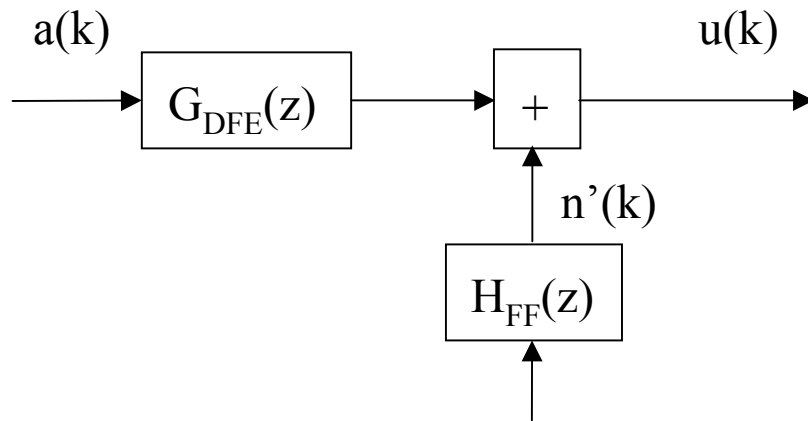 a(k)
u(k)
G_DFE(z)
+
n’(k)
H_FF(z)